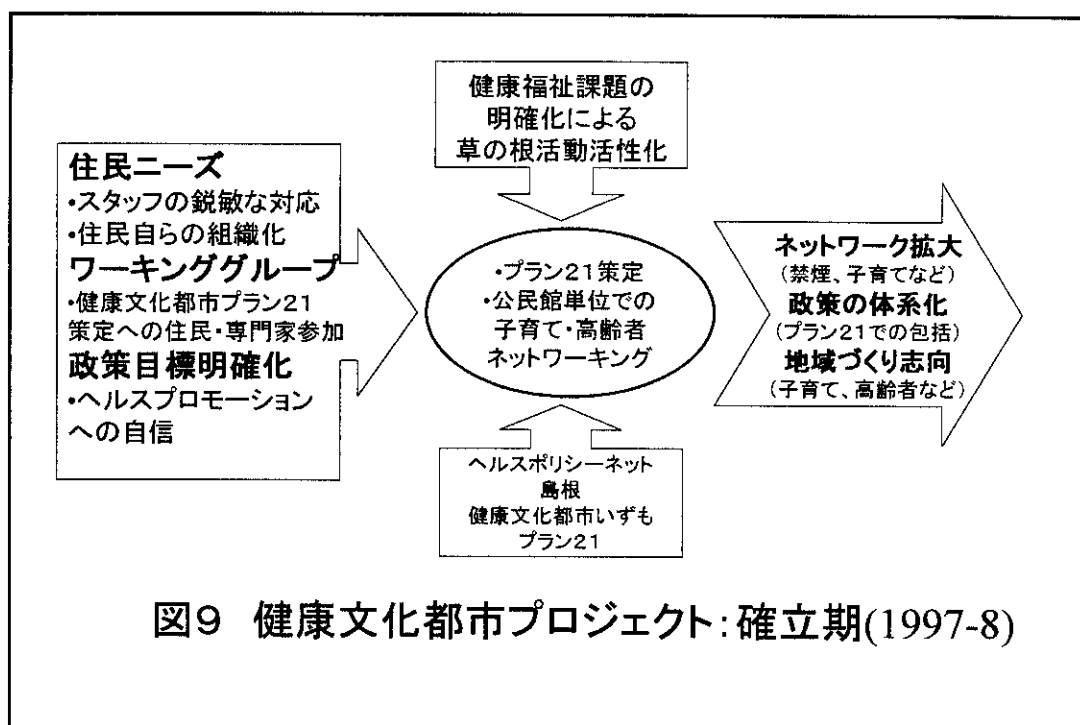 健康福祉課題の
明確化による
草の根活動活性化
住民ニーズ
・スタッフの鋭敏な対応
・住民自らの組織化
ワーキンググループ
・健康文化都市プラン21
策定への住民・専門家参加
政策目標明確化
・ヘルスプロモーション
への自信
・プラン21策定
・公民館単位での
子育て・高齢者
ネットワーキング
ネットワーク拡大
(禁煙、子育てなど)
政策の体系化
(プラン21での包括)
地域づくり志向
(子育て、高齢者など)
ヘルスポリシーネット
島根
健康文化都市いずも
プラン21
図9 健康文化都市プロジェクト:確立期(1997-8)